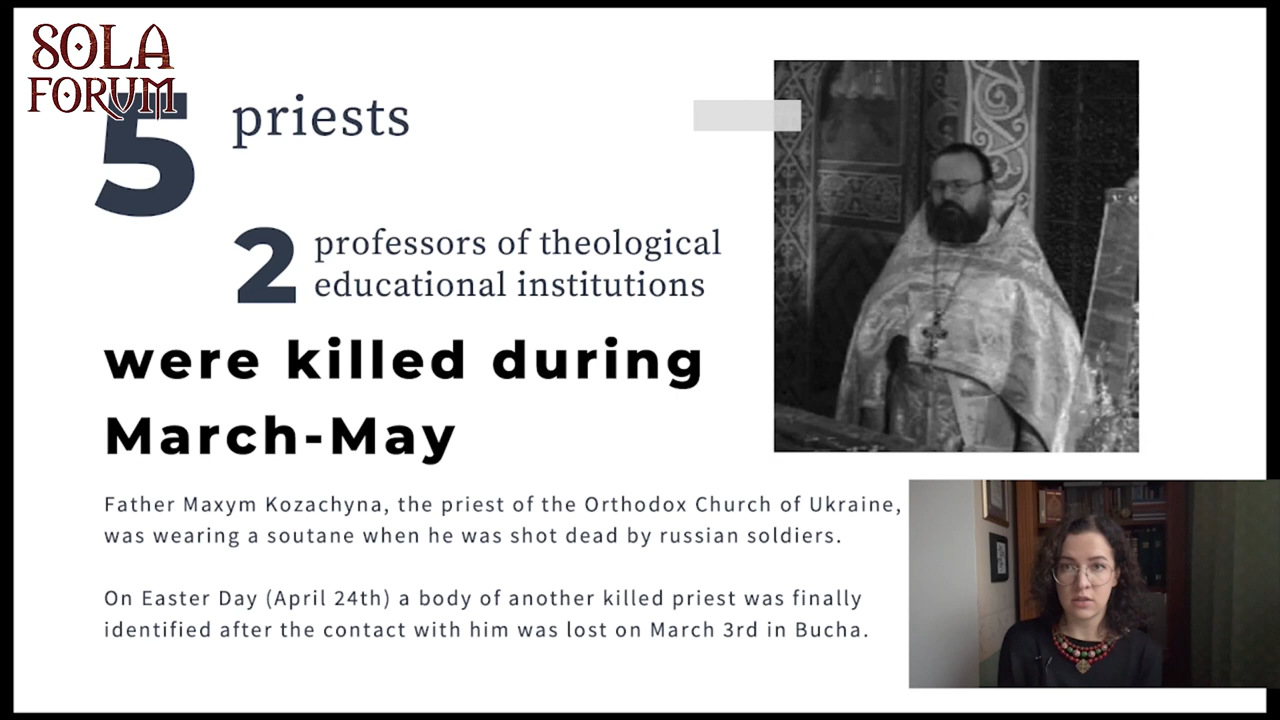 SOLA
FORUM
5 priests
2 professors of theological
educational institutions
were killed during
March-May
Father Maxym Kozachyna, the priest of the Orthodox Church of Ukraine,
was wearing a soutane when he was shot dead by russian soldiers.
On Easter Day (April 24th) a body of another killed priest was finally
identified after the contact with him was lost on March 3rd in Bucha.